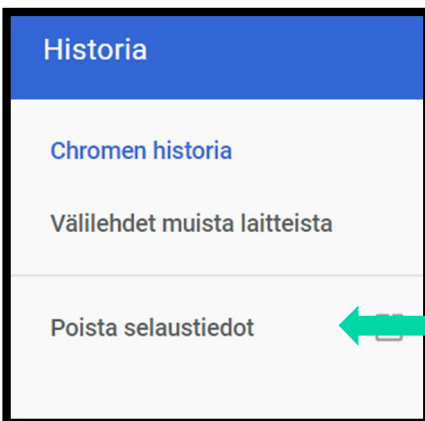 Historia
Chromen historia
Välilehdet muista laitteista
Poista selaustiedot